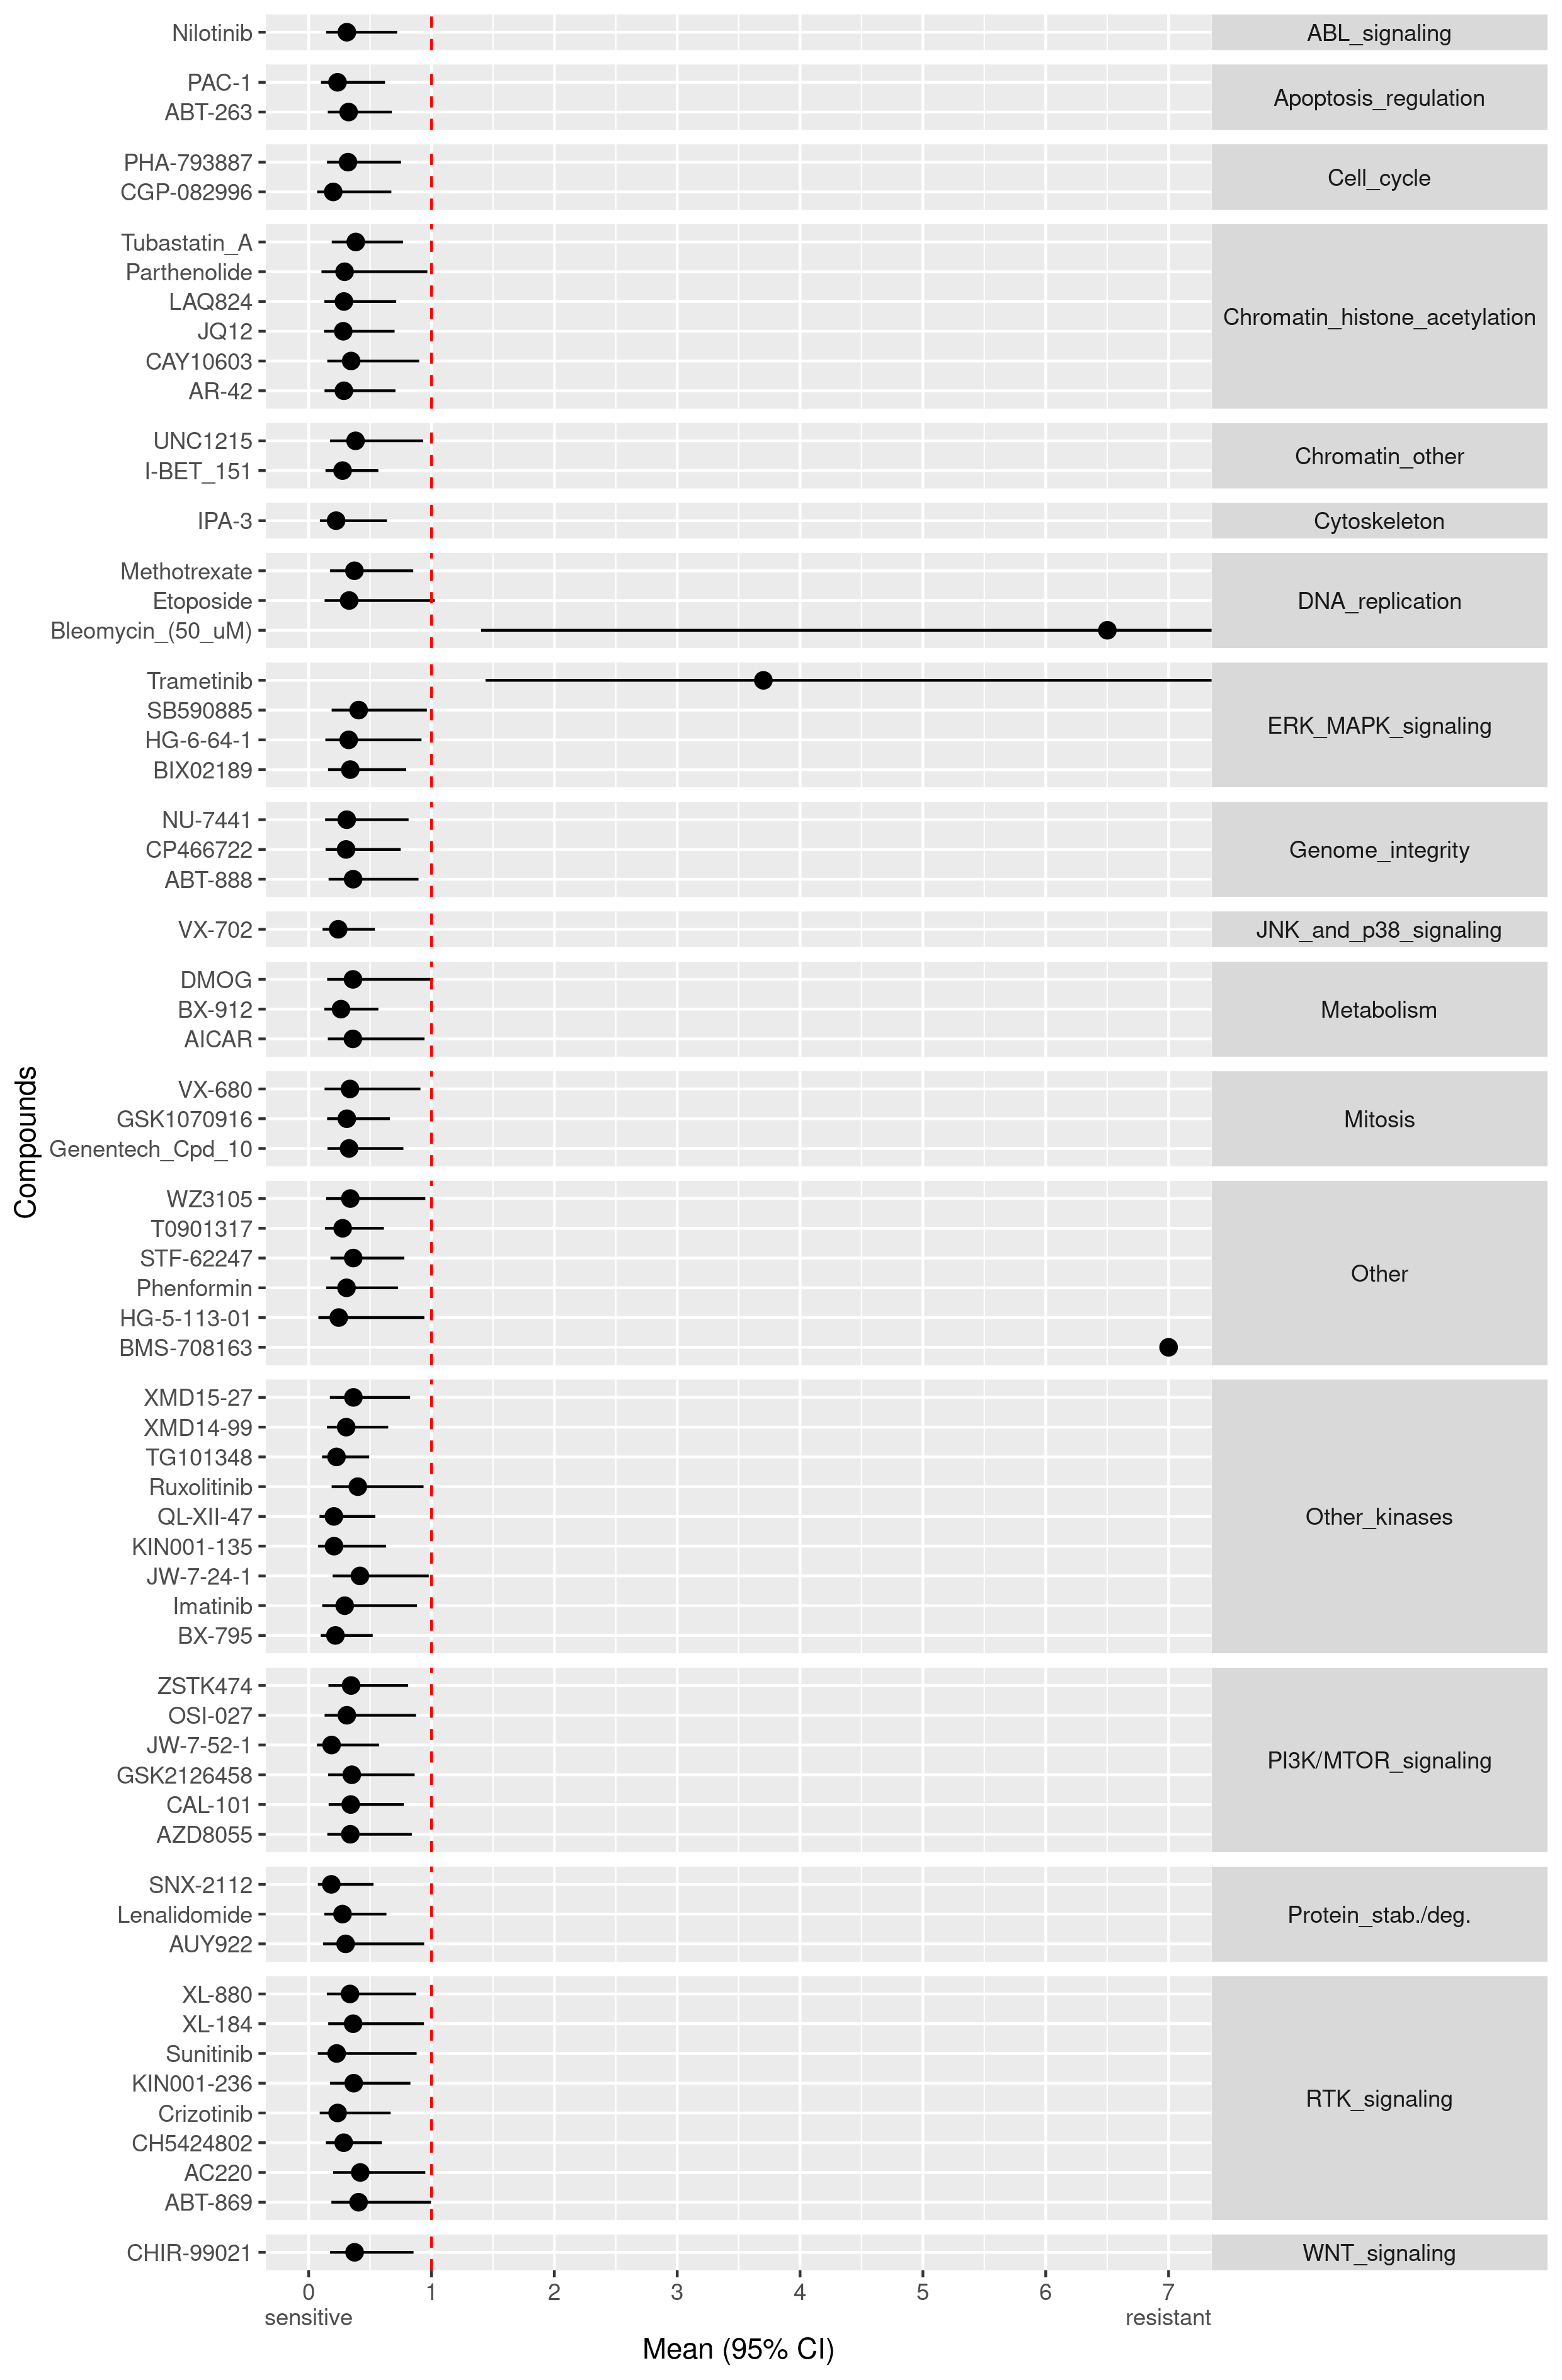 Nilotinib
ABL_signaling
PAC-1
ABT-263
Apoptosis_regulation
PHA-793887
CGP-082996
Cell_cycle
Tubastatin_A
Parthenolide
LAQ824
JQ12
CAY10603
AR-42
Chromatin_histone_acetylation
UNC1215
I-BET_151
Chromatin_other
IPA-3
Cytoskeleton
Methotrexate
Etoposide
Bleomycin_(50_uM)
DNA_replication
Trametinib
SB590885
HG-6-64-1
BIX02189
ERK_MAPK_signaling
NU-7441
CP466722
ABT-888
Genome_integrity
VX-702
JNK_and_p38_signaling
DMOG
BX-912
AICAR
Metabolism
VX-680
GSK1070916
Genentech_Cpd_10
Mitosis
WZ3105
T0901317
STF-62247
Phenformin
HG-5-113-01
BMS-708163
Other
XMD15-27
XMD14-99
TG101348
Ruxolitinib
QL-XII-47
KIN001-135
JW-7-24-1
Imatinib
BX-795
Other_kinases
ZSTK474
OSI-027
JW-7-52-1
GSK2126458
CAL-101
AZD8055
PI3K/MTOR_signaling
SNX-2112
Lenalidomide
AUY922
Protein_stab./deg.
XL-880
XL-184
Sunitinib
KIN001-236
Crizotinib
CH5424802
AC220
ABT-869
RTK_signaling
CHIR-99021
WNT_signaling
Compounds
0 1 2 3 4 5 6 7
sensitive resistant
Mean (95% CI)